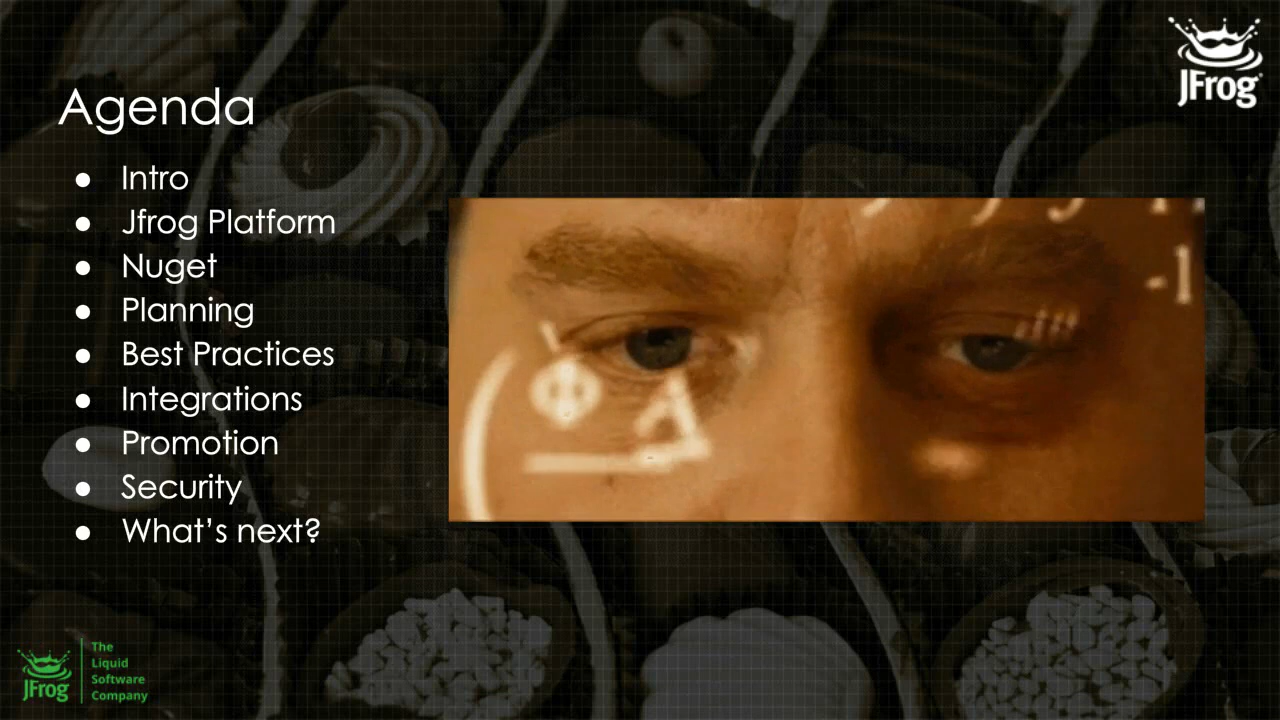 JFrog
Agenda
● Intro
● Jfrog Platform
● Nuget
● Planning
● Best Practices
● Integrations
● Promotion
● Security
● What’s next?
-1
JFrog
The
Liquid
Software
Company